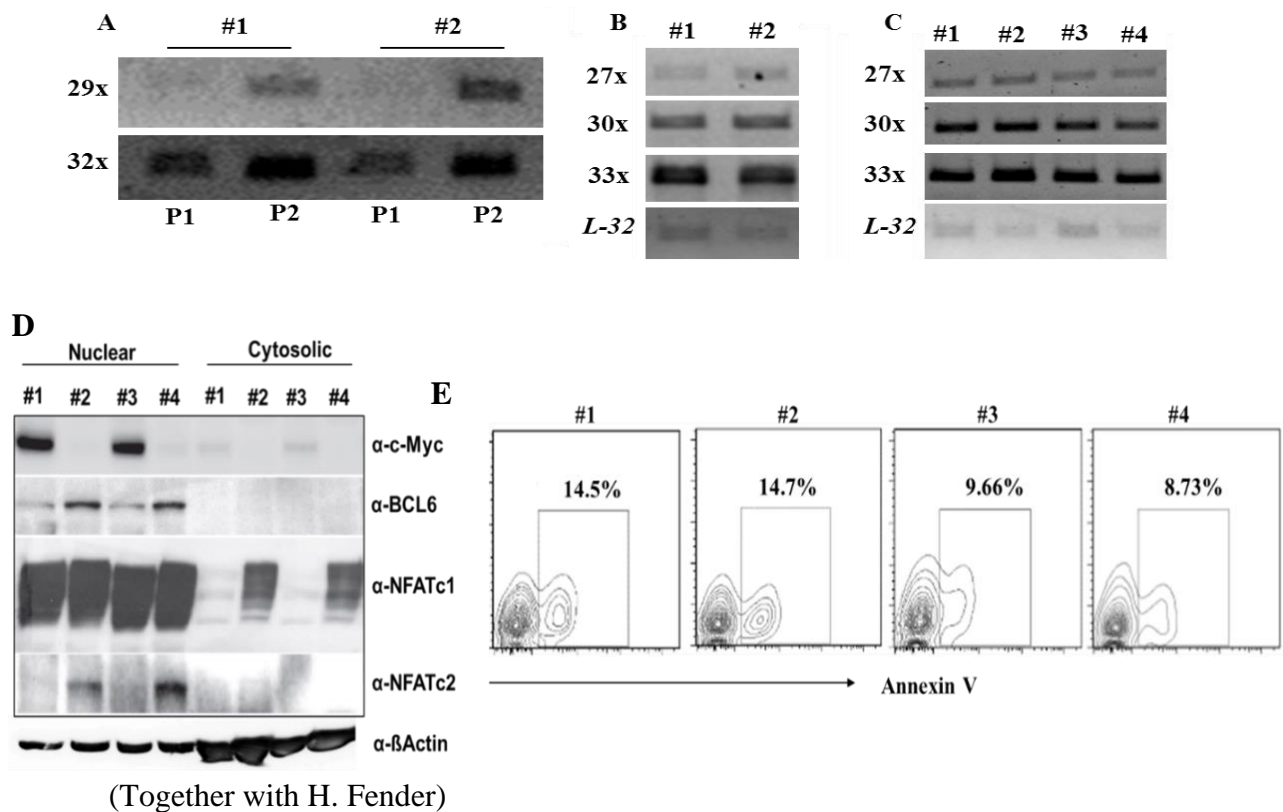 A
#1 #2
29x
32x
P1 P2 P1 P2
B
#1 #2
27x
30x
33x
L-32
C
#1 #2 #3 #4
27x
30x
33x
L-32
D
Nuclear Cytosolic
#1 #2 #3 #4 #1 #2 #3 #4
α-c-Myc
α-BCL6
α-NFATc1
α-NFATc2
α-ßActin
(Together with H. Fender)
E
#1 #2 #3 #4
14.5% 14.7% 9.66% 8.73%
Annexin V